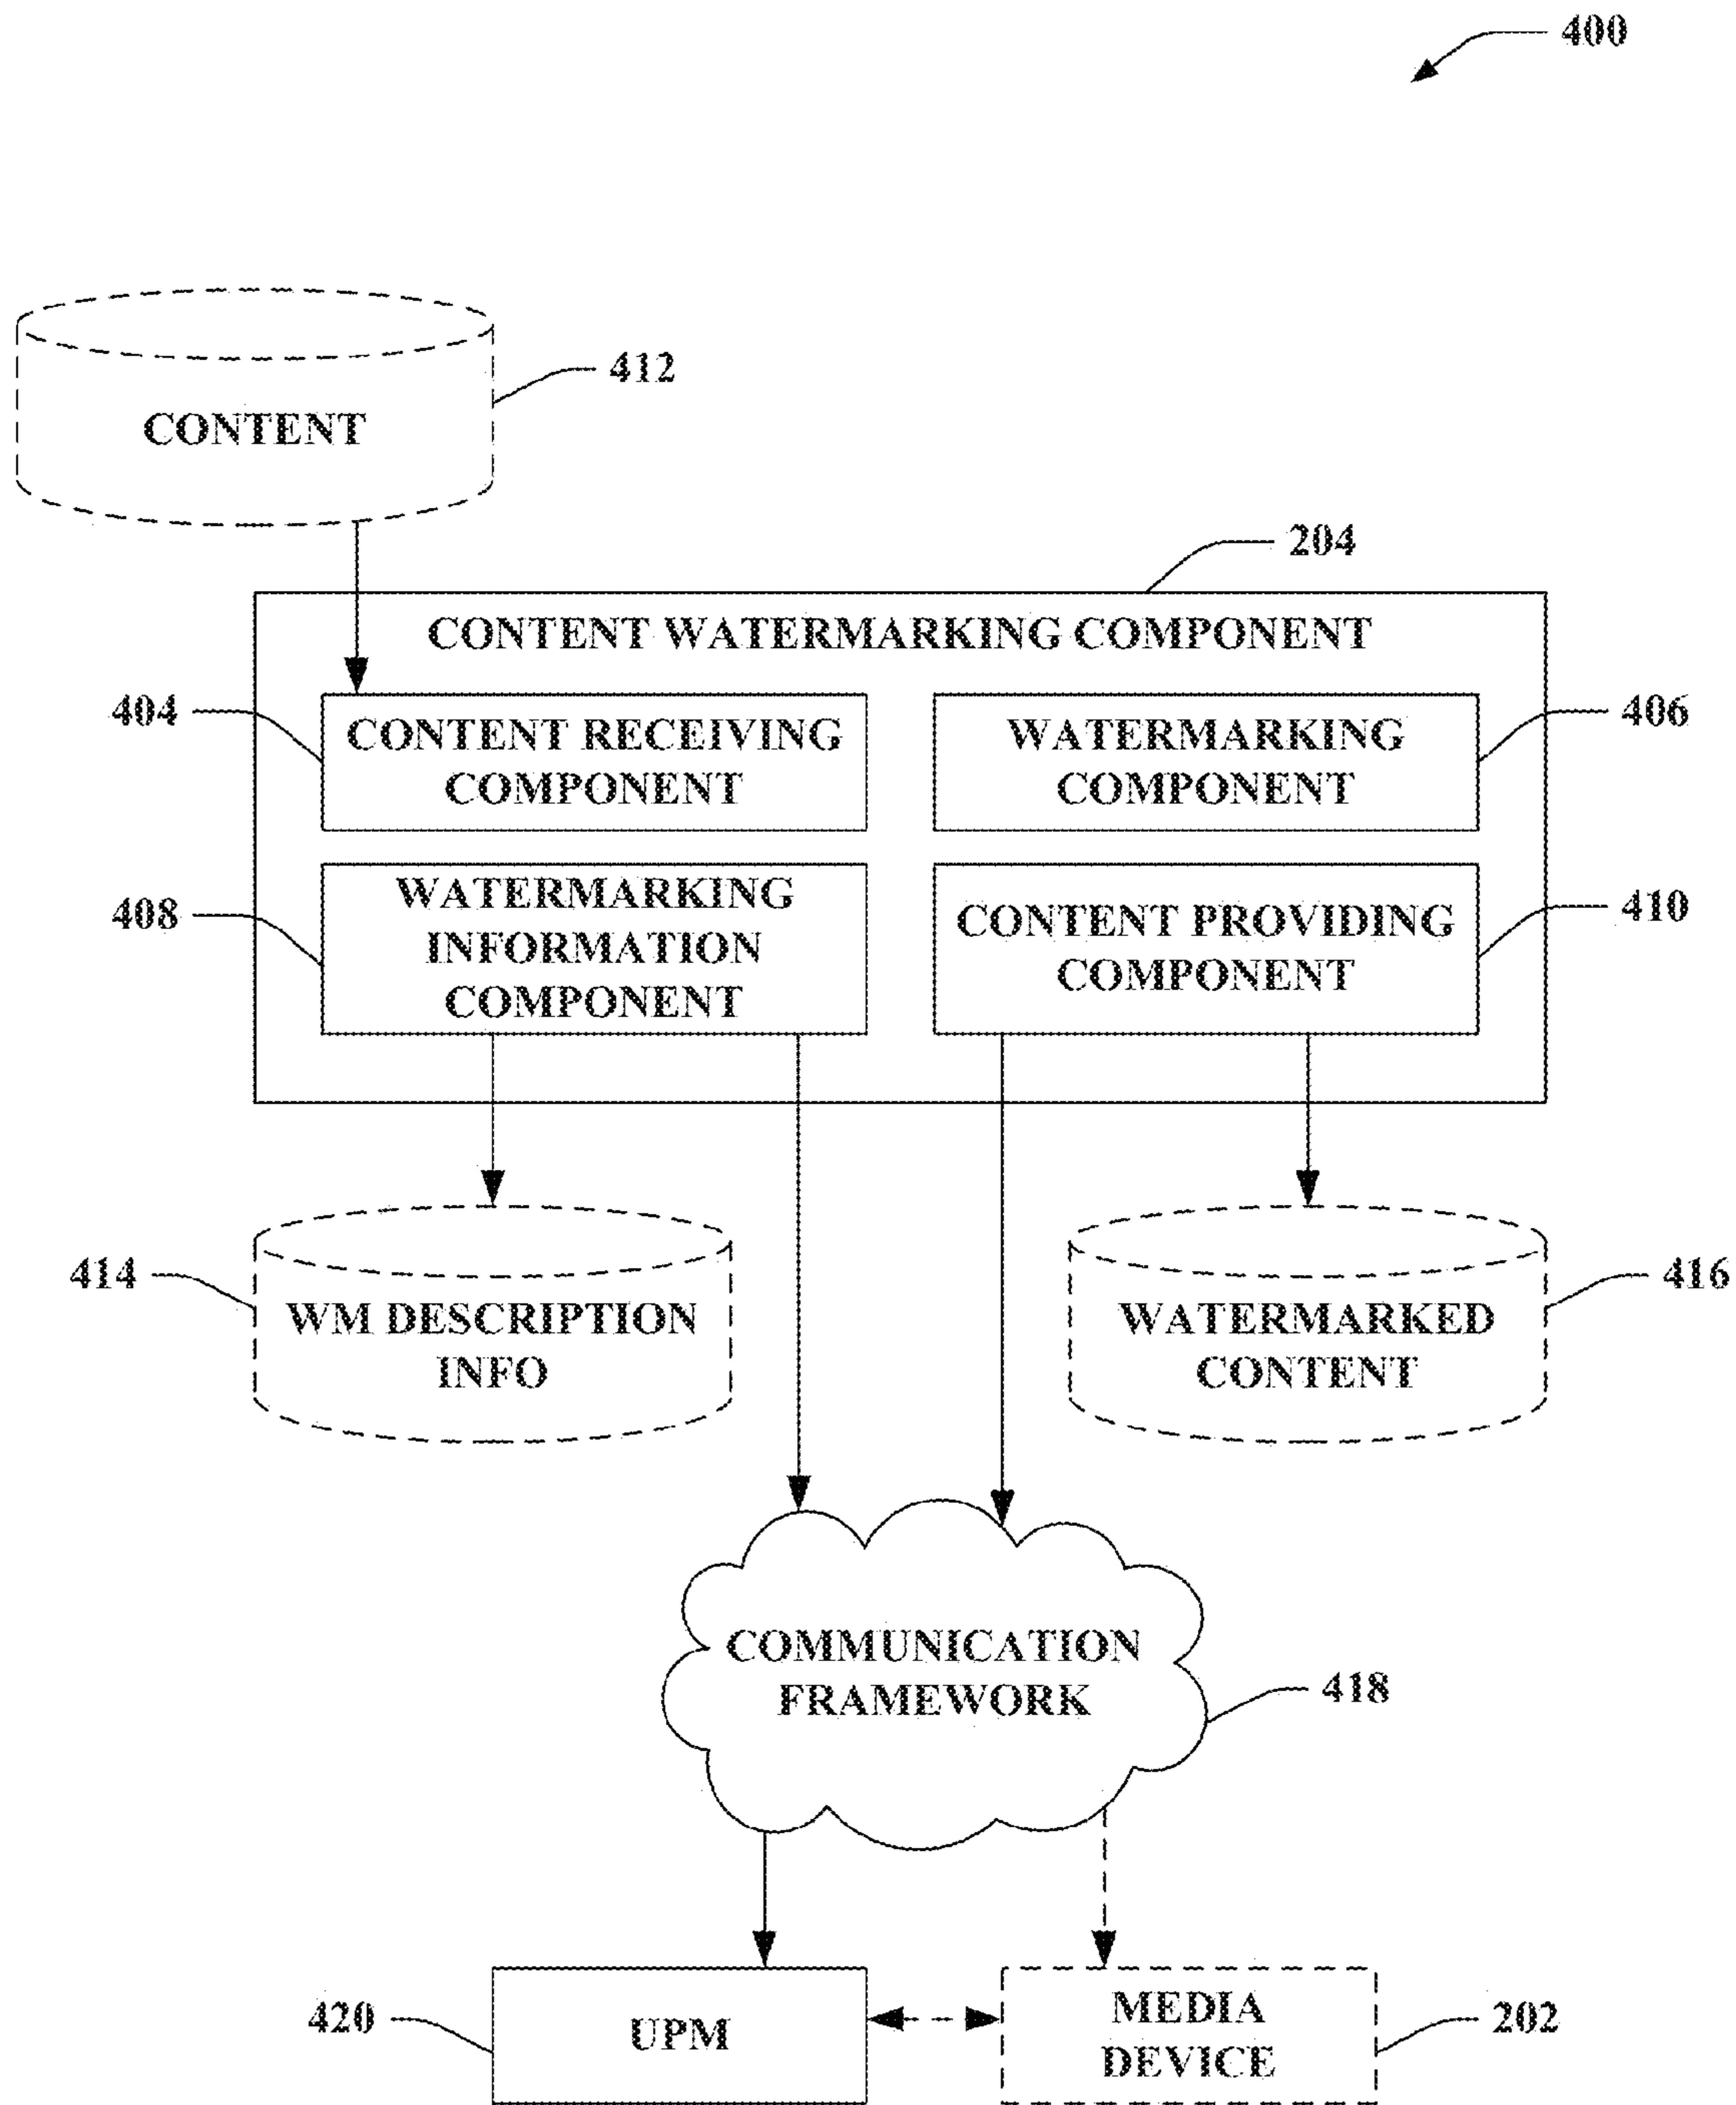 400
412
CONTENT
204
CONTENT WATERMARKING COMPONENT
404
CONTENT RECEIVING
COMPONENT
WATERMARKING
COMPONENT
406
408
WATERMARKING
INFORMATION
COMPONENT
CONTENT PROVIDING
COMPONENT
410
414
WM DESCRIPTION
INFO
WATERMARKED
CONTENT
416
COMMUNICATION
FRAMEWORK
418
420
UPM
MEDIA
DEVICE
202